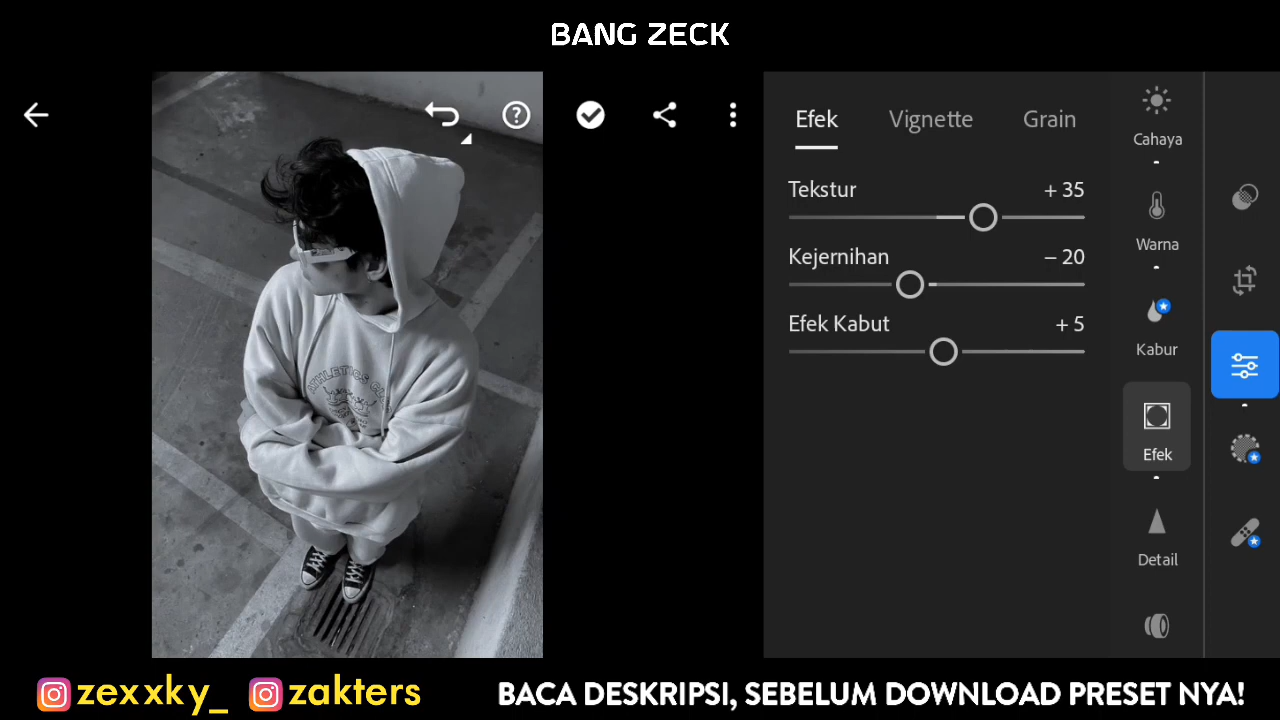 BANG ZECK
Efek Vignette Grain
Tekstur + 35
Kejernihan – 20
Efek Kabut + 5
Cahaya
Warna
Kabur
Efek
Detail
ATHLETICS
zexxky_ zakters
BACA DESKRIPSI, SEBELUM DOWNLOAD PRESET NYA!